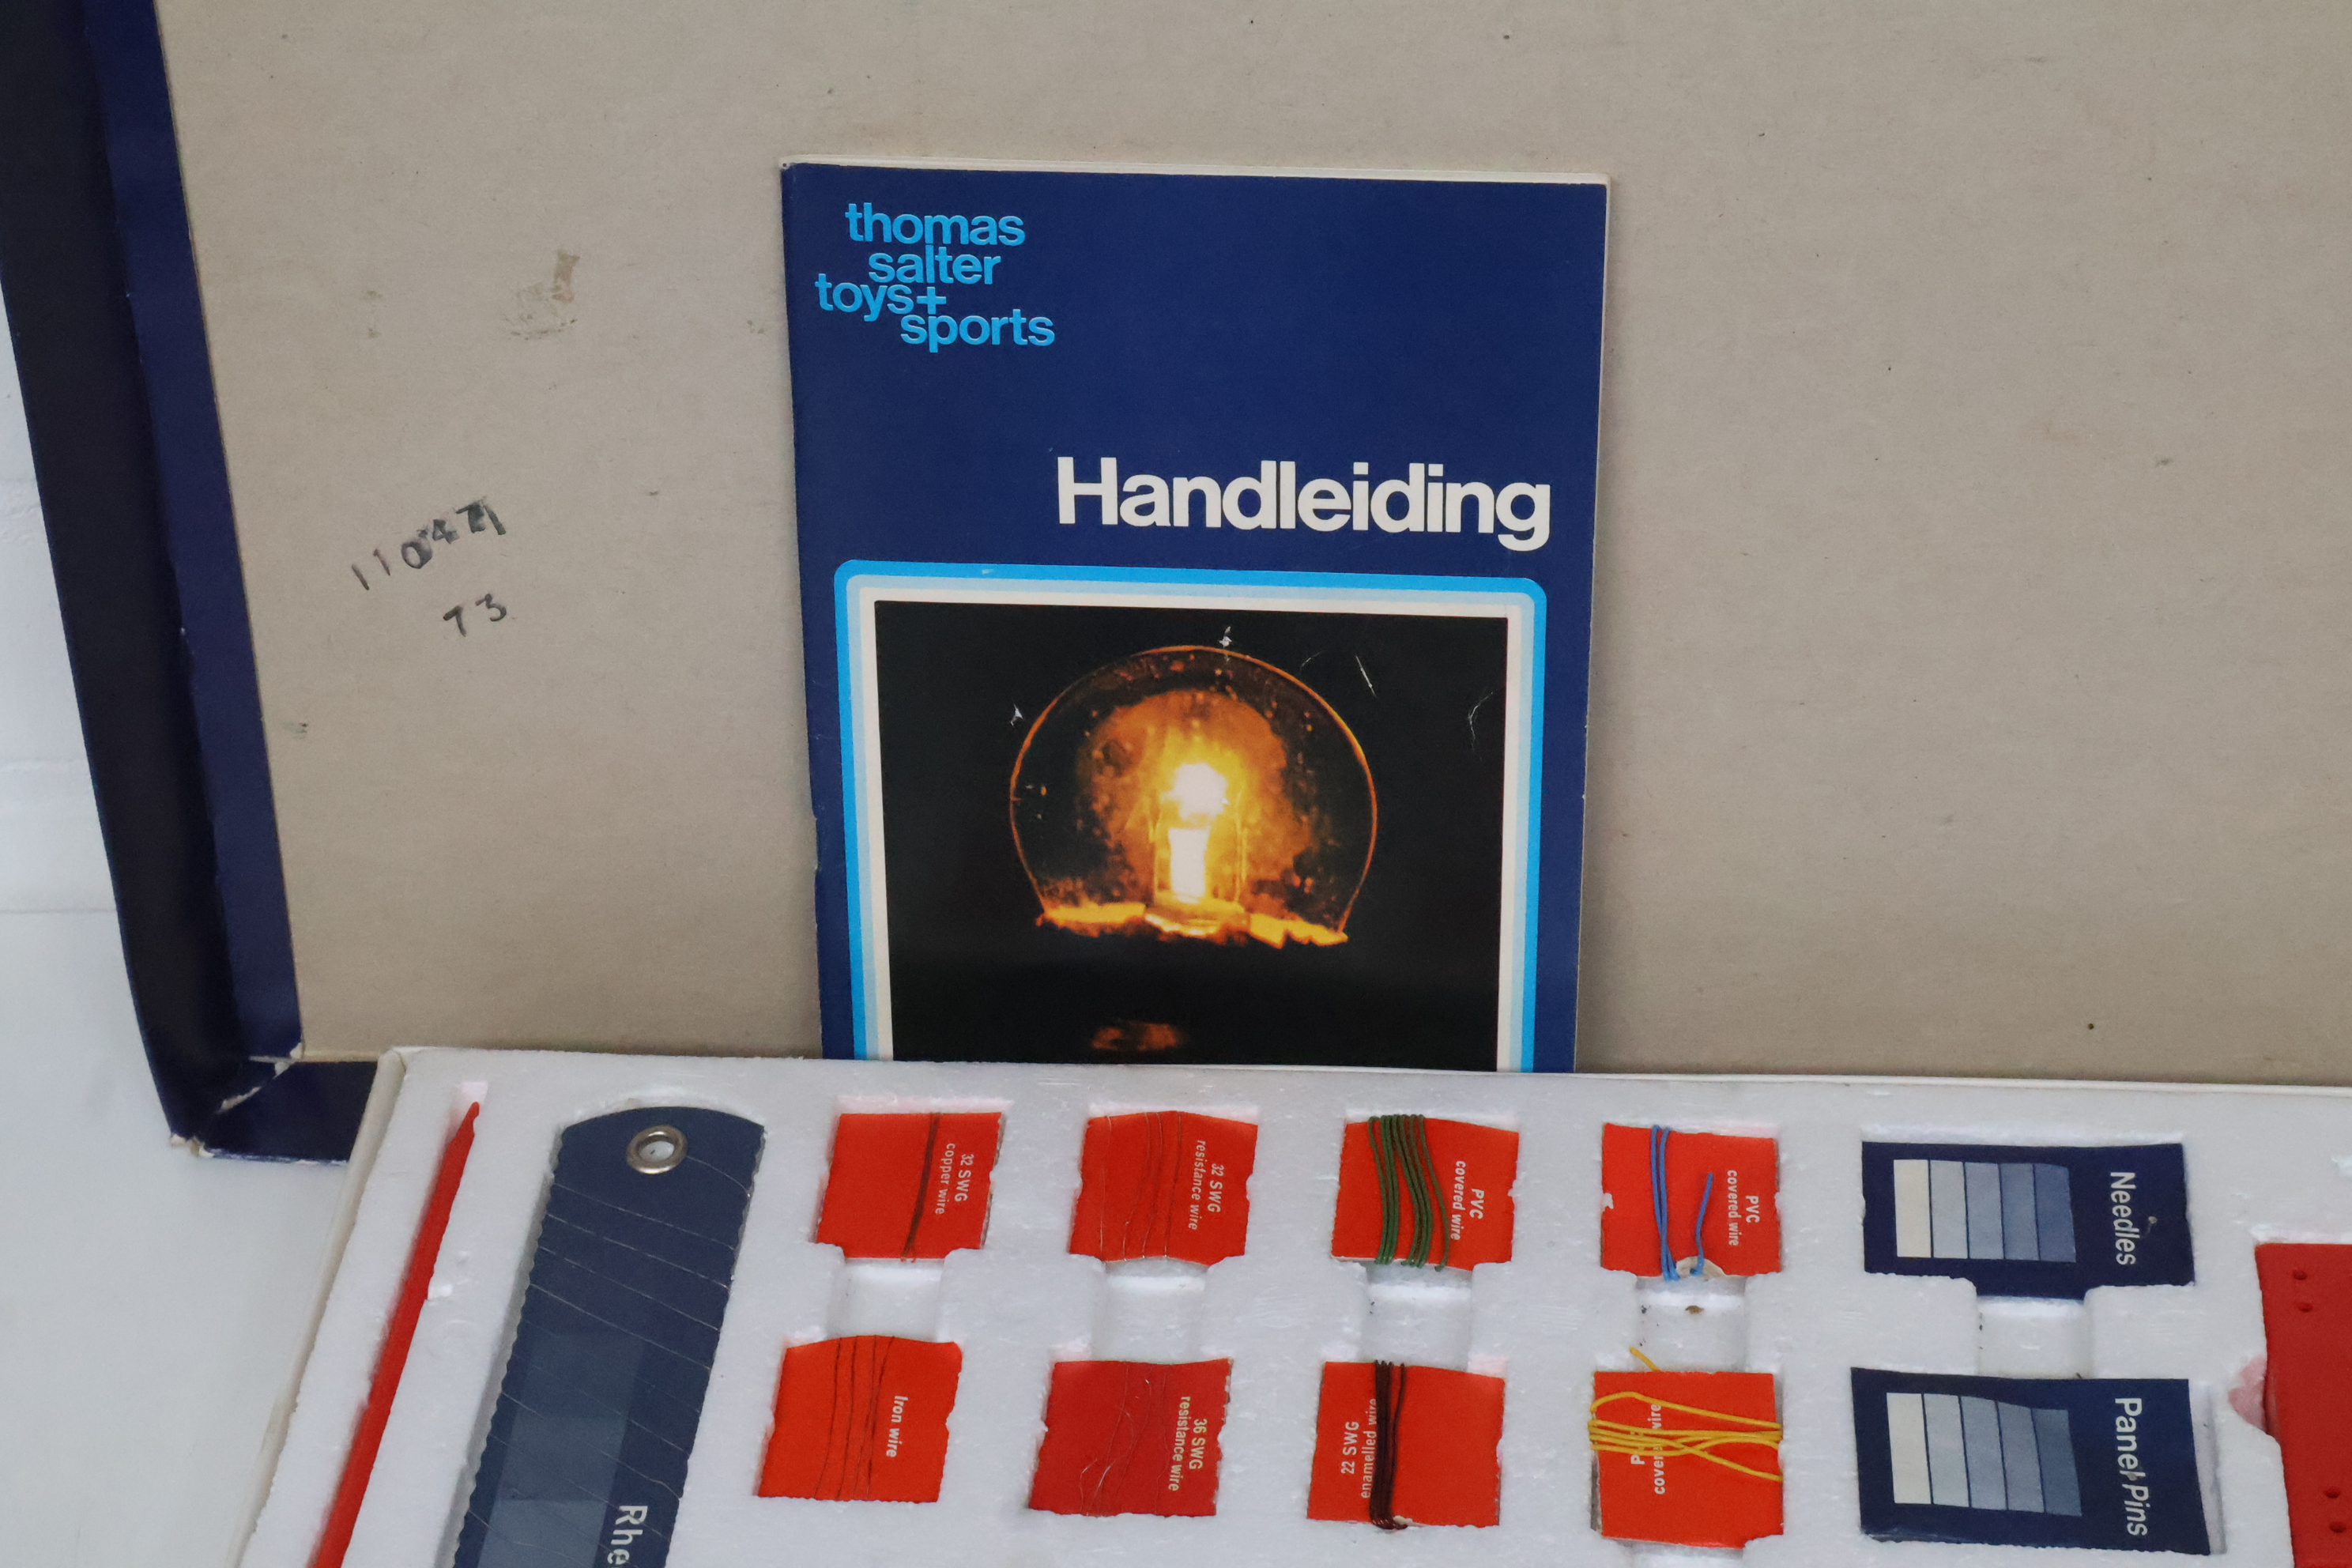 thomas
salter
toys+
sports
Handleiding
73
32 SWG
copper wire
32 SWG
resistance wire
PVC
covered wire
PVC
covered wire
Needles
Iron wire
36 SWG
resistance wire
22 SWG
enamelled wire
Panel Pins